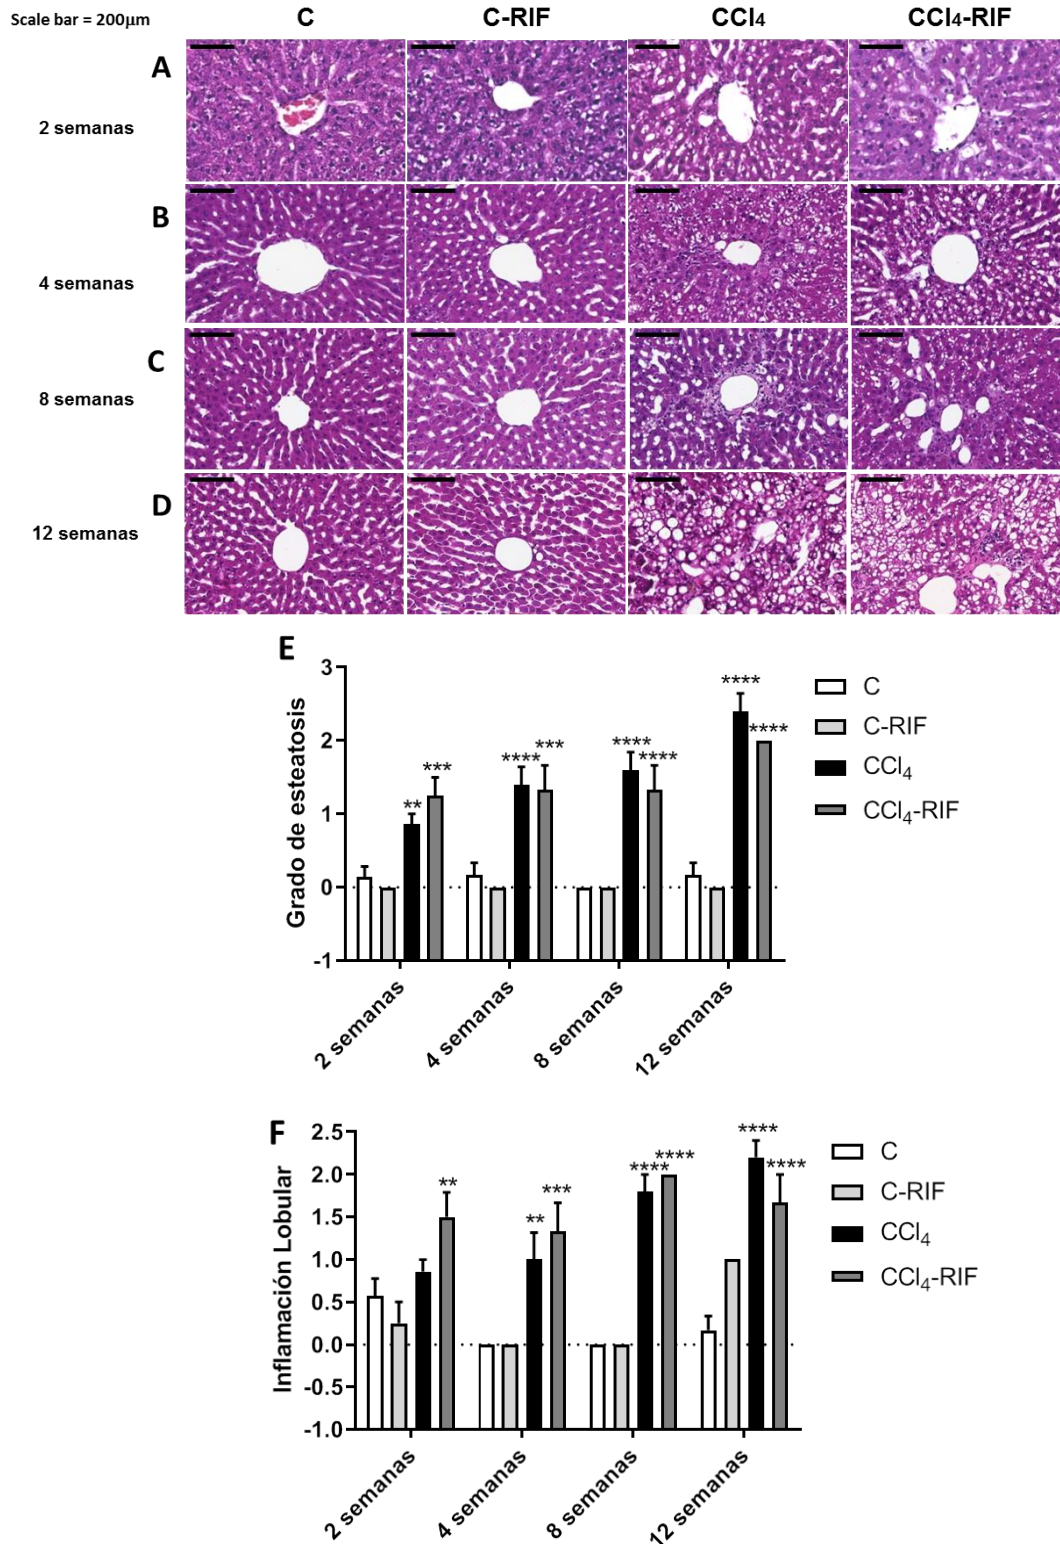 Scale bar = 200μm
C C-RIF CCl4 CCl4-RIF
A
2 semanas
B
4 semanas
C
8 semanas
D
12 semanas
E
Grado de esteatosis
3
2
1
0
-1
** ***
**** ***
**** ****
**** ****
2 semanas
4 semanas
8 semanas
12 semanas
C
C-RIF
CCl4
CCl4-RIF
F
Inflamación Lobular
2.5
2.0
1.5
1.0
0.5
0.0
-0.5
-1.0
**
** ***
**** ****
**** ****
2 semanas
4 semanas
8 semanas
12 semanas
C
C-RIF
CCl4
CCl4-RIF